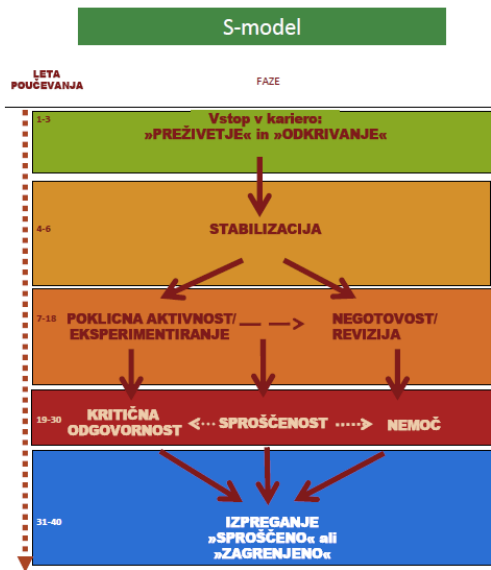 S-model
LETA
POUČEVANJA
FAZE
1-3
Vstop v kariero:
»PREŽIVETJE« in »ODKRIVANJE«
4-6
STABILIZACIJA
7-18
POKLICNA AKTIVNOST/
EKSPERIMENTIRANJE
NEGOTOVOST/
REVIZIJA
19-30
KRITIČNA
ODGOVORNOST
SPROŠČENOST
NEMOČ
31-40
IZPREGANJE
»SPROŠČENO« ali
»ZAGRENJENO«